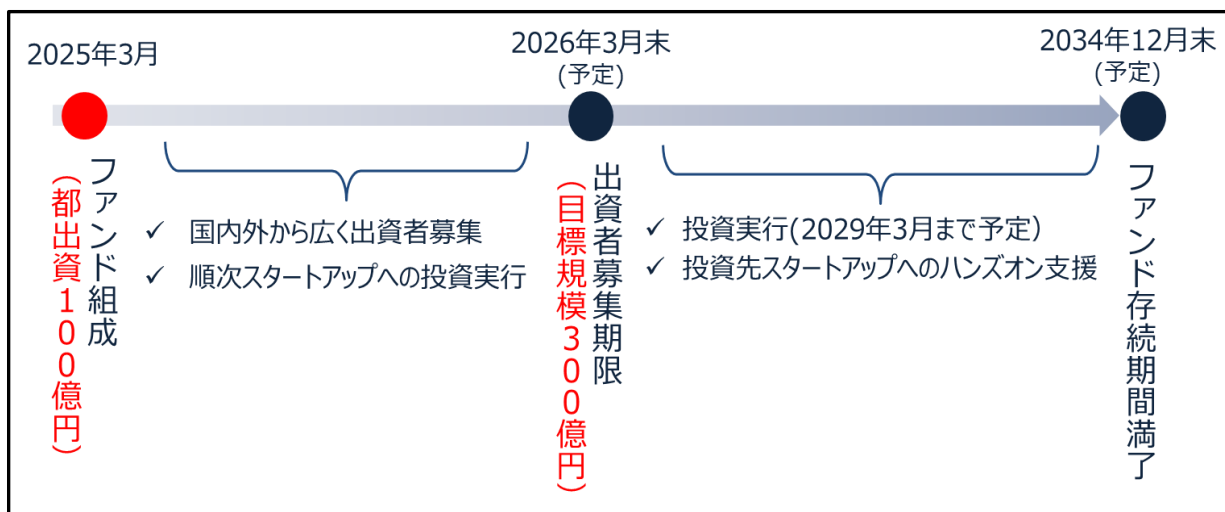 2025年3月
2026年3月末
(予定)
2034年12月末
(予定)
ファンド組成
（都出資100億円）
✓ 国内外から広く出資者募集
✓ 順次スタートアップへの投資実行
出資者募集期限
（目標規模300億円）
✓ 投資実行(2029年3月まで予定)
✓ 投資先スタートアップへのハンズオン支援
ファンド存続期間満了